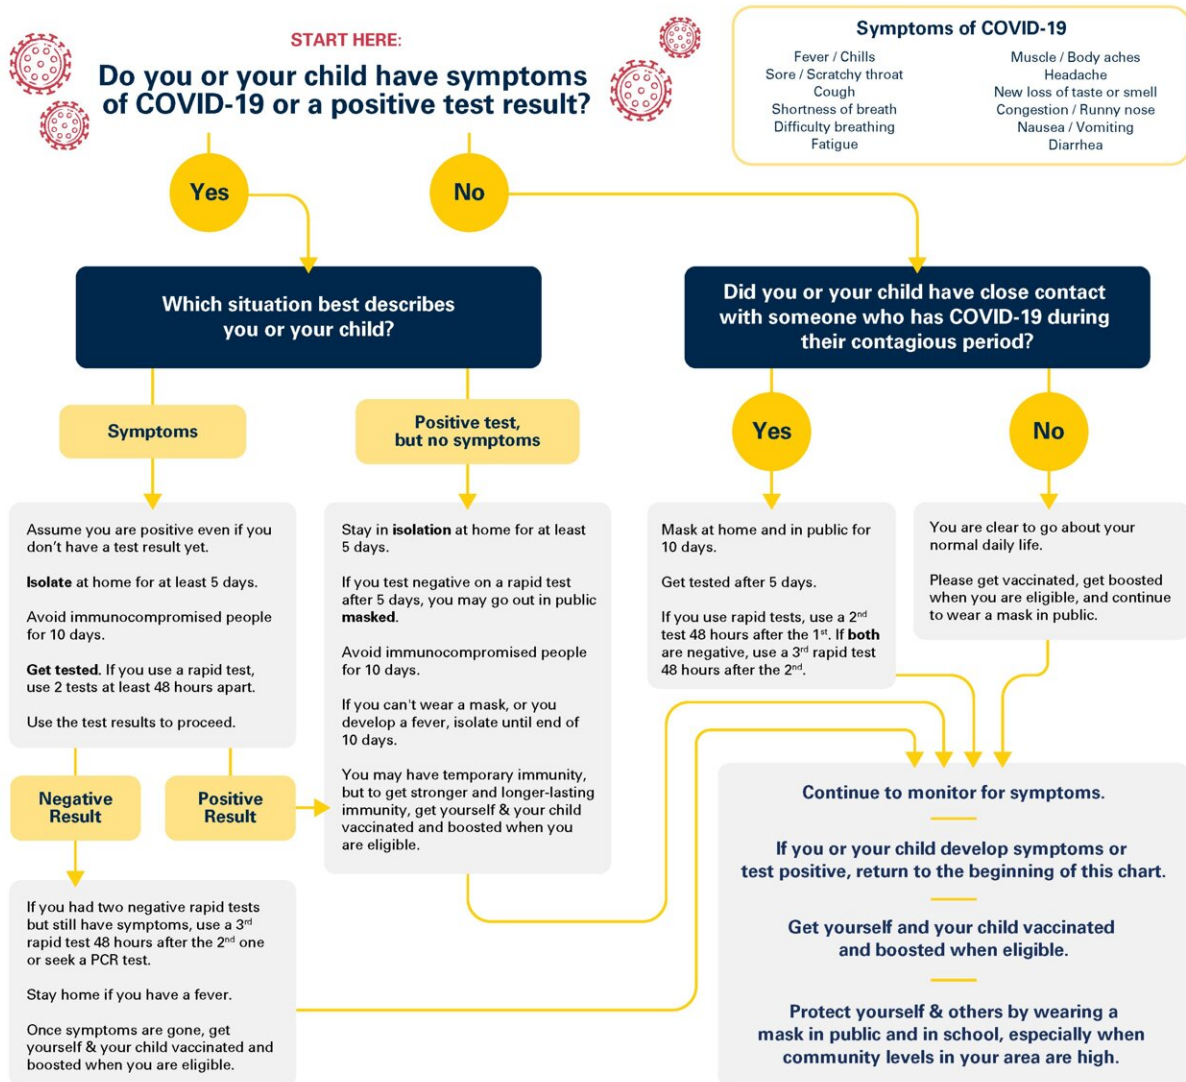 START HERE:
Do you or your child have symptoms
of COVID-19 or a positive test result?
Symptoms of COVID-19
Fever / Chills
Sore / Scratchy throat
Cough
Shortness of breath
Difficulty breathing
Fatigue
Muscle / Body aches
Headache
New loss of taste or smell
Congestion / Runny nose
Nausea / Vomiting
Diarrhea
Yes
No
Which situation best describes
you or your child?
Did you or your child have close contact
with someone who has COVID-19 during
their contagious period?
Symptoms
Positive test,
but no symptoms
Yes
No
Assume you are positive even if you
don't have a test result yet.
Isolate at home for at least 5 days.
Avoid immunocompromised people
for 10 days.
Get tested. If you use a rapid test,
use 2 tests at least 48 hours apart.
Use the test results to proceed.
Stay in isolation at home for at least
5 days.
If you test negative on a rapid test
after 5 days, you may go out in public
masked.
Avoid immunocompromised people
for 10 days.
If you can't wear a mask, or you
develop a fever, isolate until end of
10 days.
You may have temporary immunity,
but to get stronger and longer-lasting
immunity, get yourself & your child
vaccinated and boosted when you
are eligible.
Mask at home and in public for
10 days.
Get tested after 5 days.
If you use rapid tests, use a 2nd
test 48 hours after the 1st. If both
are negative, use a 3rd rapid test
48 hours after the 2nd.
You are clear to go about your
normal daily life.
Please get vaccinated, get boosted
when you are eligible, and continue
to wear a mask in public.
Negative
Result
Positive
Result
If you had two negative rapid tests
but still have symptoms, use a 3rd
rapid test 48 hours after the 2nd one
or seek a PCR test.
Stay home if you have a fever.
Once symptoms are gone, get
yourself & your child vaccinated and
boosted when you are eligible.
Continue to monitor for symptoms.
If you or your child develop symptoms or
test positive, return to the beginning of this chart.
Get yourself and your child vaccinated
and boosted when eligible.
Protect yourself & others by wearing a
mask in public and in school, especially when
community levels in your area are high.